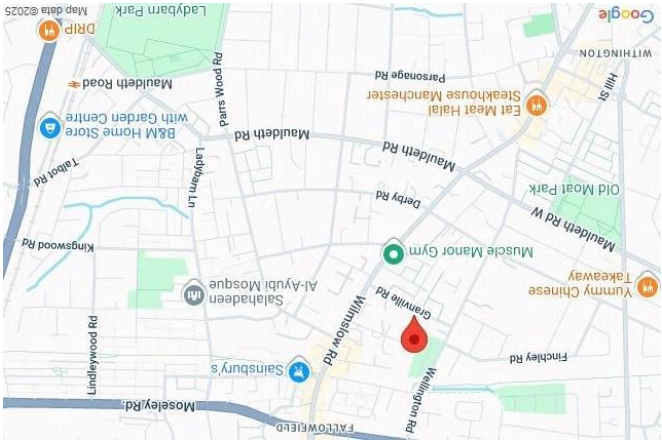 FALLOWFIELD
Moseley Rd.
Wellington Rd
Finchley Rd
Sainsbury's
Lindleywood Rd
Wilmslow Rd
Granville Rd
Salahadeen
Al-Ayubi Mosque
Yummy Chinese
Takeaway
Muscle Manor Gym
Kingswood Rd
Mauldeth Rd W
Derby Rd
Old Moat Park
Talbot Rd
Ladybarn Ln
Mauldeth Rd
Mauldeth Rd
B&M Home Store
with Garden Centre
Eat Meat Halal
Steakhouse Manchester
Parrs Wood Rd
Mauldeth Road
Parsonage Rd
Hill St
WITHINGTON
DRIP
Ladybarn Park
Google
Map data ©2025